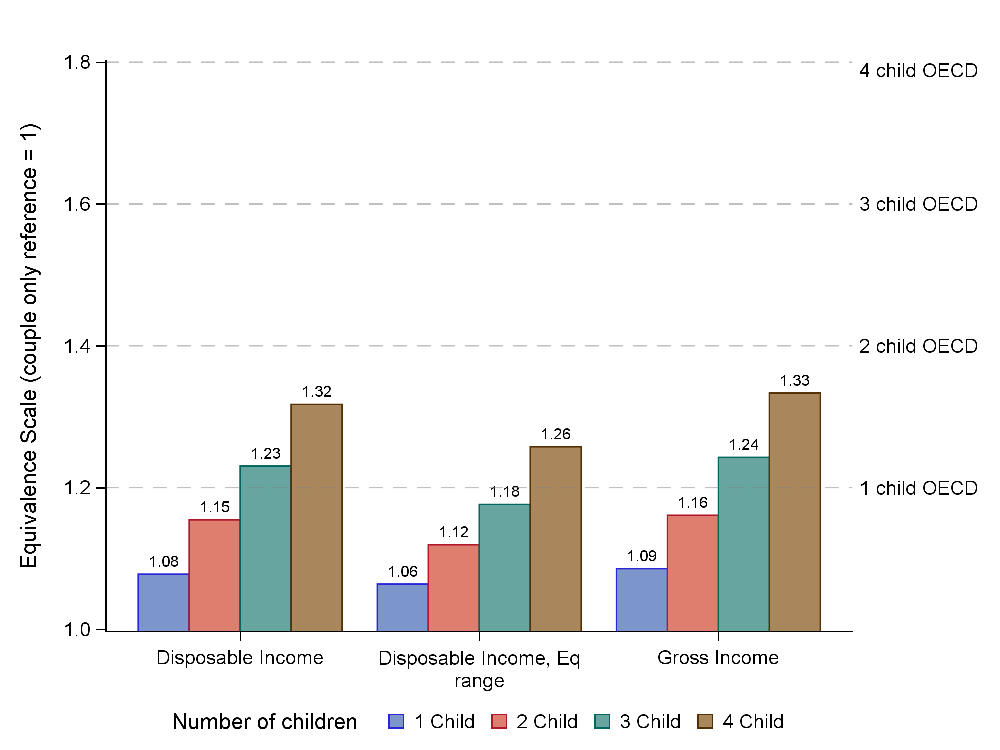 Equivalence Scale (couple only reference = 1)
1.8
1.6
1.4
1.2
1.0
4 child OECD
3 child OECD
2 child OECD
1 child OECD
1.08
1.15
1.23
1.32
1.06
1.12
1.18
1.26
1.09
1.16
1.24
1.33
Disposable Income
Disposable Income, Eq
range
Gross Income
Number of children
1 Child
2 Child
3 Child
4 Child